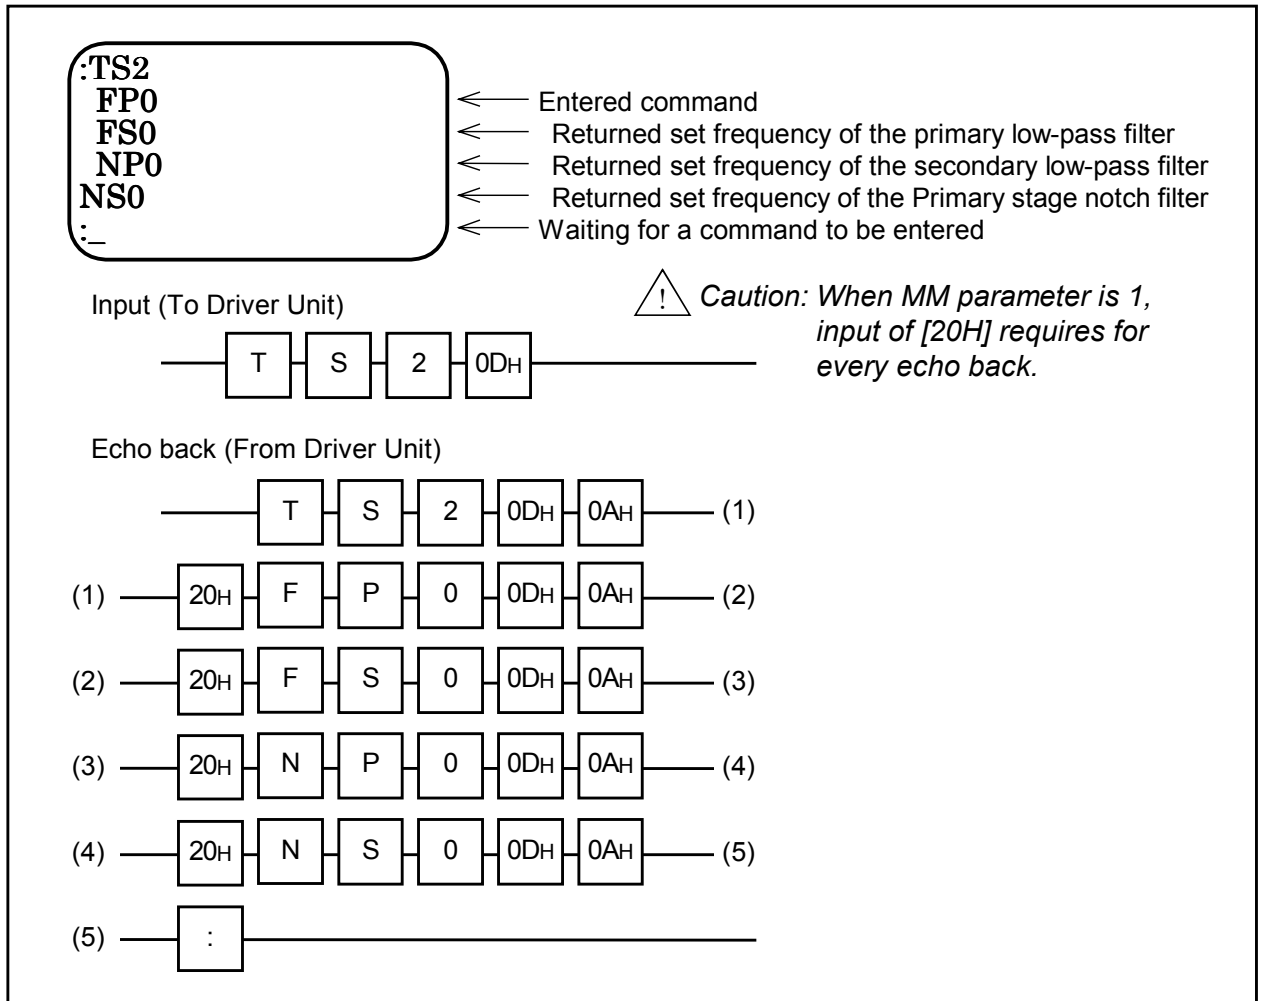 :TS2
FP0
FS0
NP0
NS0
:_
Entered command
Returned set frequency of the primary low-pass filter
Returned set frequency of the secondary low-pass filter
Returned set frequency of the Primary stage notch filter
Waiting for a command to be entered
! Caution: When MM parameter is 1,
input of [20H] requires for
every echo back.
Input (To Driver Unit)
T S 2 0DH
Echo back (From Driver Unit)
T S 2 0DH 0AH (1)
(1) 20H F P 0 0DH 0AH (2)
(2) 20H F S 0 0DH 0AH (3)
(3) 20H N P 0 0DH 0AH (4)
(4) 20H N S 0 0DH 0AH (5)
(5) :